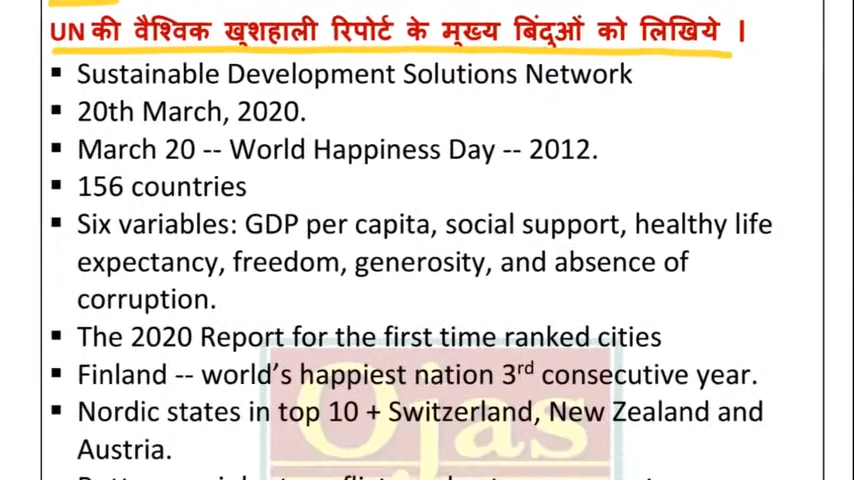 UN की वैश्विक खुशहाली रिपोर्ट के मुख्य बिंदुओं को लिखिये ।
▪ Sustainable Development Solutions Network
▪ 20th March, 2020.
▪ March 20 -- World Happiness Day -- 2012.
▪ 156 countries
▪ Six variables: GDP per capita, social support, healthy life
expectancy, freedom, generosity, and absence of
corruption.
▪ The 2020 Report for the first time ranked cities
▪ Finland -- world's happiest nation 3rd consecutive year.
▪ Nordic states in top 10 + Switzerland, New Zealand and
Austria.
Ojas